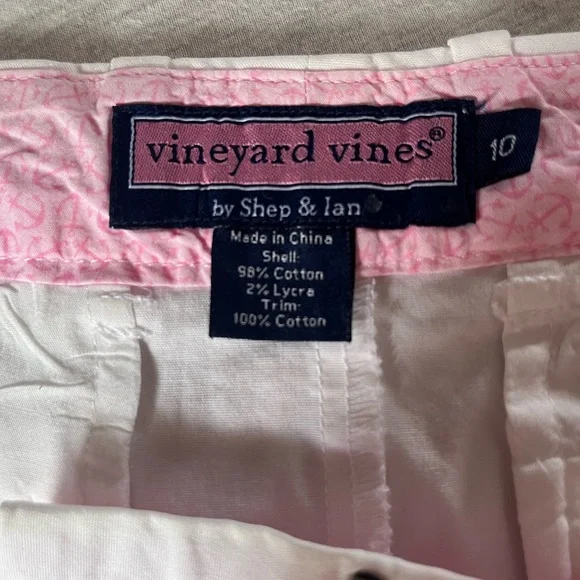 vineyard vines®
10
by Shep & Ian
Made in China
Shell:
98% Cotton
2% Lycra
Trim:
100% Cotton